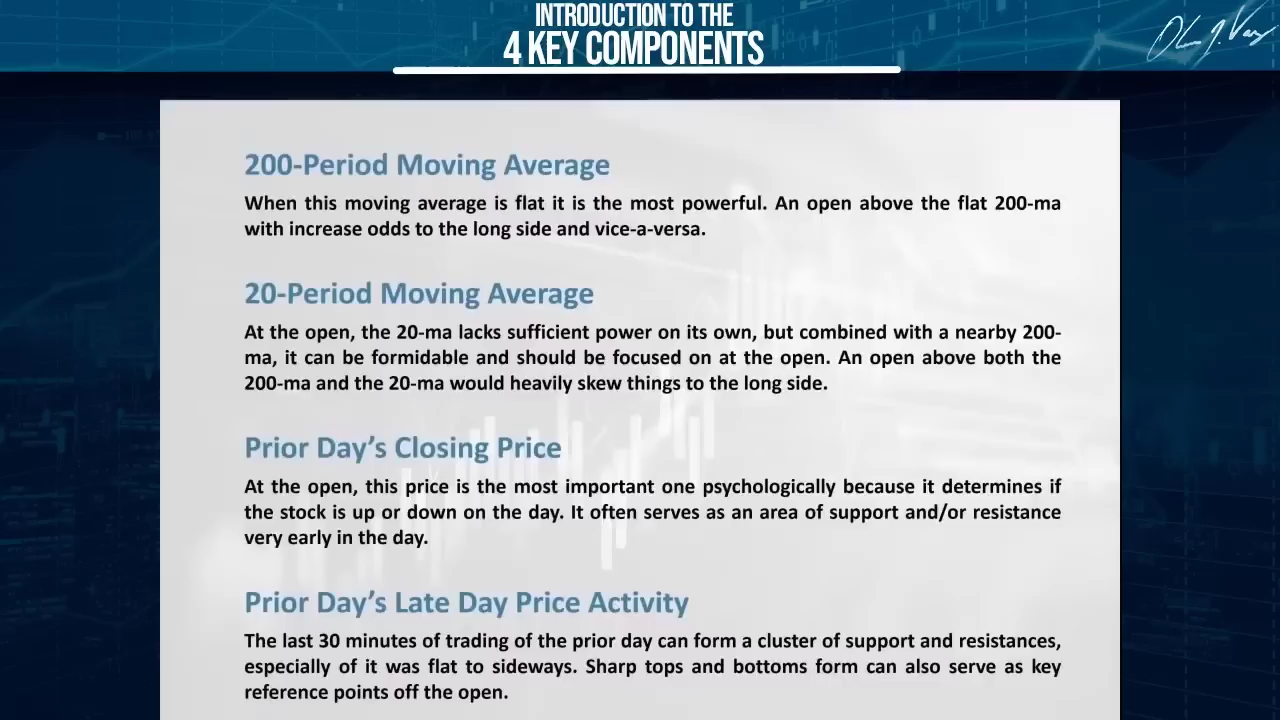 INTRODUCTION TO THE
4 KEY COMPONENTS
200-Period Moving Average
When this moving average is flat it is the most powerful. An open above the flat 200-ma
with increase odds to the long side and vice-a-versa.
20-Period Moving Average
At the open, the 20-ma lacks sufficient power on its own, but combined with a nearby 200-
ma, it can be formidable and should be focused on at the open. An open above both the
200-ma and the 20-ma would heavily skew things to the long side.
Prior Day’s Closing Price
At the open, this price is the most important one psychologically because it determines if
the stock is up or down on the day. It often serves as an area of support and/or resistance
very early in the day.
Prior Day’s Late Day Price Activity
The last 30 minutes of trading of the prior day can form a cluster of support and resistances,
especially of it was flat to sideways. Sharp tops and bottoms form can also serve as key
reference points off the open.